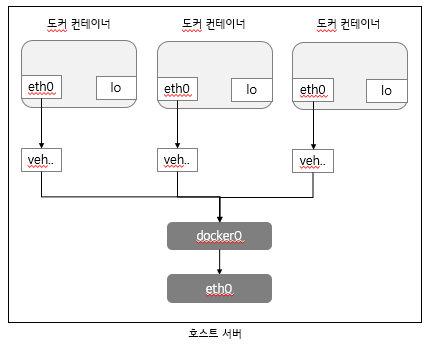 도커 컨테이너
도커 컨테이너
도커 컨테이너
eth0
lo
eth0
lo
eth0
lo
veh..
veh..
veh..
docker0
eth0
호스트 서버